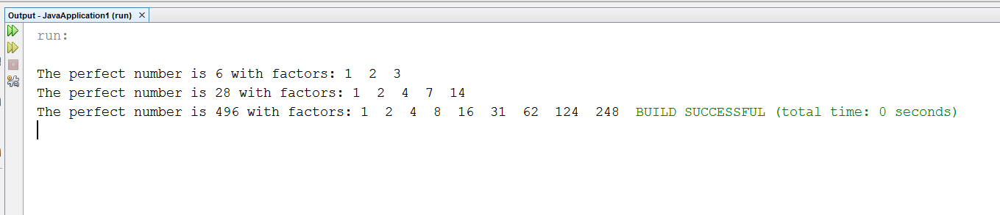 Output - JavaApplication1 (run) ×
run:
The perfect number is 6 with factors: 1  2  3
The perfect number is 28 with factors: 1  2  4  7  14
The perfect number is 496 with factors: 1  2  4  8  16  31  62  124  248  BUILD SUCCESSFUL (total time: 0 seconds)